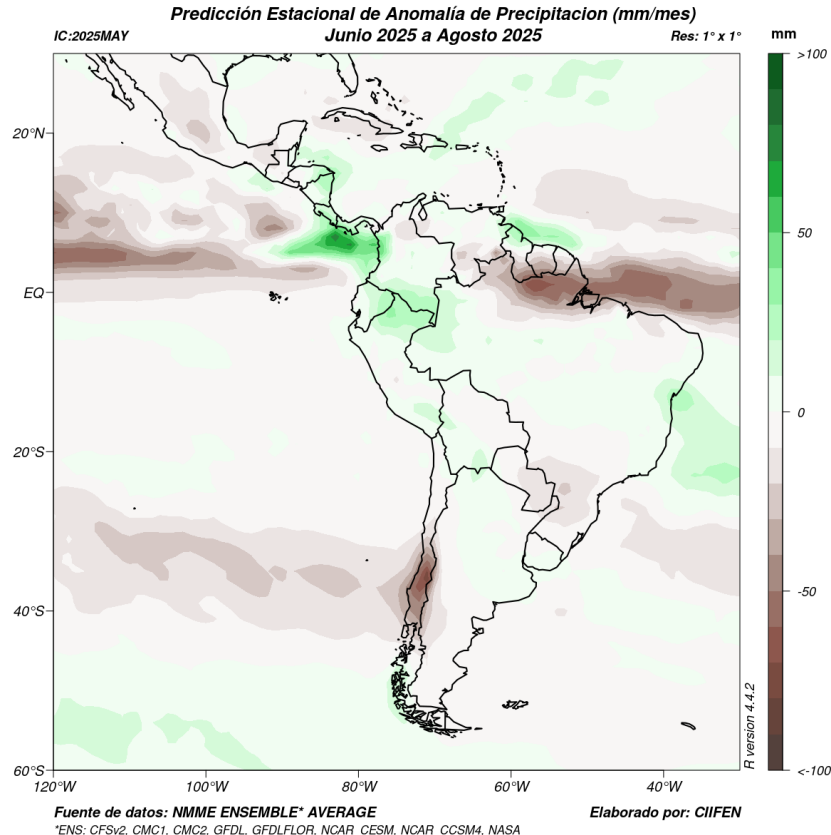 Predicción Estacional de Anomalía de Precipitacion (mm/mes)
IC:2025MAY
Junio 2025 a Agosto 2025
Res: 1° x 1°
mm
>100
50
0
-50
<-100
20°N
EQ
20°S
40°S
60°S
120°W
100°W
80°W
60°W
40°W
R version 4.4.2
Fuente de datos: NMME ENSEMBLE* AVERAGE
Elaborado por: CIIFEN
*ENS: CFSv2, CMC1, CMC2, GFDL, GFDLFLOR, NCAR_CESM, NCAR_CCSM4, NASA